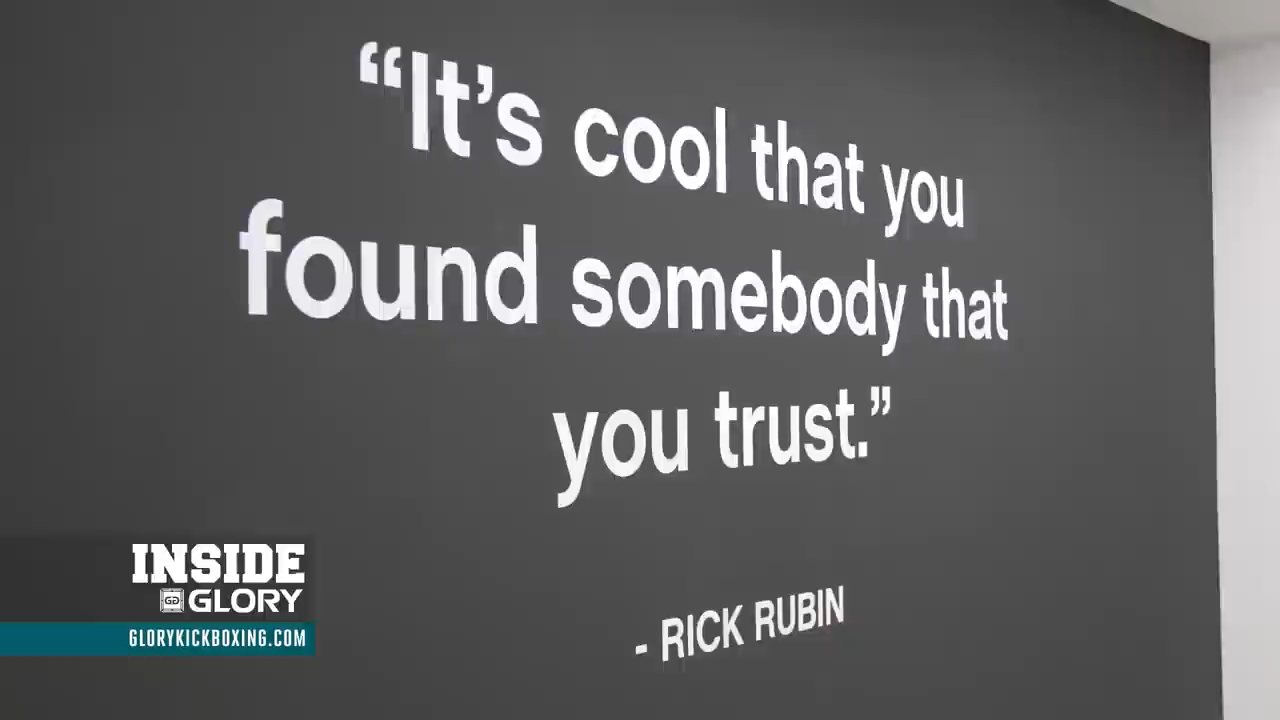 “It’s cool that you
found somebody that
you trust.”
- RICK RUBIN
INSIDE
GLORY
GLORYKICKBOXING.COM